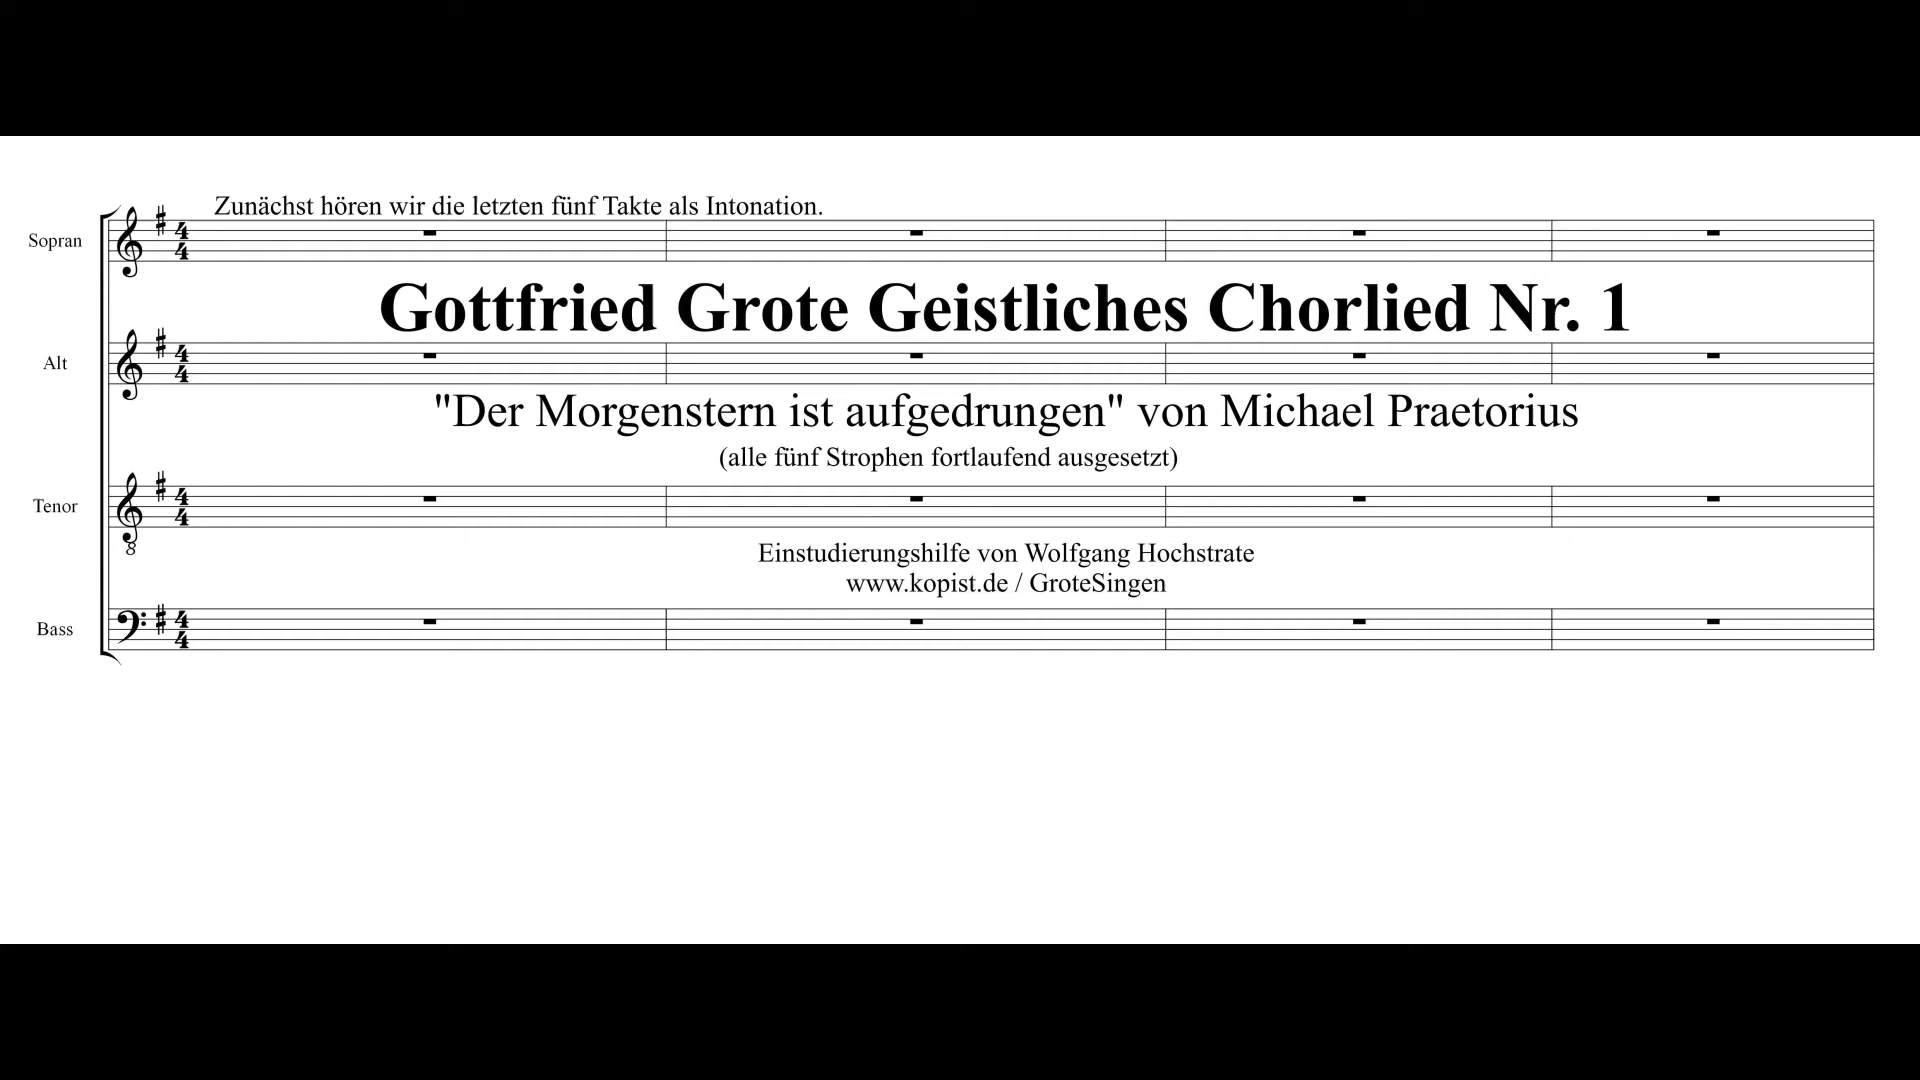 Zunächst hören wir die letzten fünf Takte als Intonation.
Sopran
Gottfried Grote Geistliches Chorlied Nr. 1
Alt
"Der Morgenstern ist aufgedrungen" von Michael Praetorius
(alle fünf Strophen fortlaufend ausgesetzt)
Tenor
Einstudierungshilfe von Wolfgang Hochstrate
www.kopist.de / GroteSingen
Bass